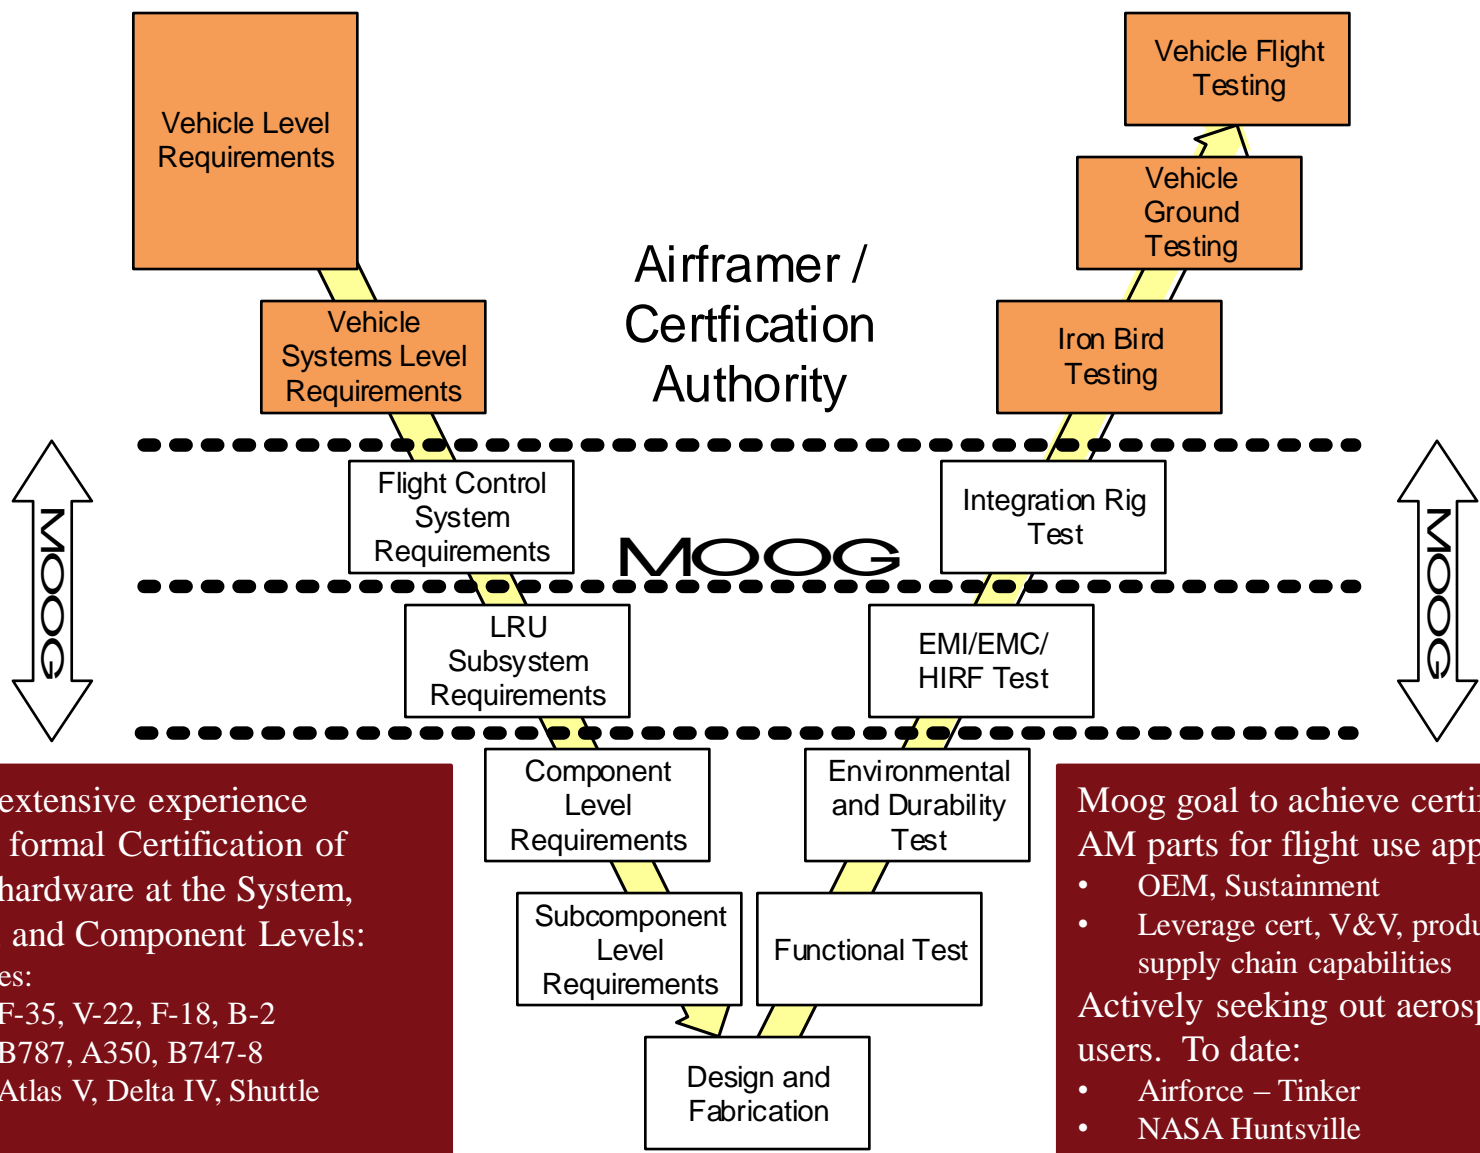 Vehicle Level
Requirements
Vehicle Flight
Testing
Vehicle
Ground
Testing
Airframer /
Certfication
Authority
Vehicle
Systems Level
Requirements
Iron Bird
Testing
MOOG
Flight Control
System
Requirements
MOOG
Integration Rig
Test
MOOG
LRU
Subsystem
Requirements
EMI/EMC/
HIRF Test
Component
Level
Requirements
Environmental
and Durability
Test
Subcomponent
Level
Requirements
Functional Test
Design and
Fabrication
extensive experience
formal Certification of
hardware at the System,
and Component Levels:
es:
F-35, V-22, F-18, B-2
B787, A350, B747-8
Atlas V, Delta IV, Shuttle
Moog goal to achieve certif
AM parts for flight use app
• OEM, Sustainment
• Leverage cert, V&V, produ
supply chain capabilities
Actively seeking out aerosp
users. To date:
• Airforce – Tinker
• NASA Huntsville